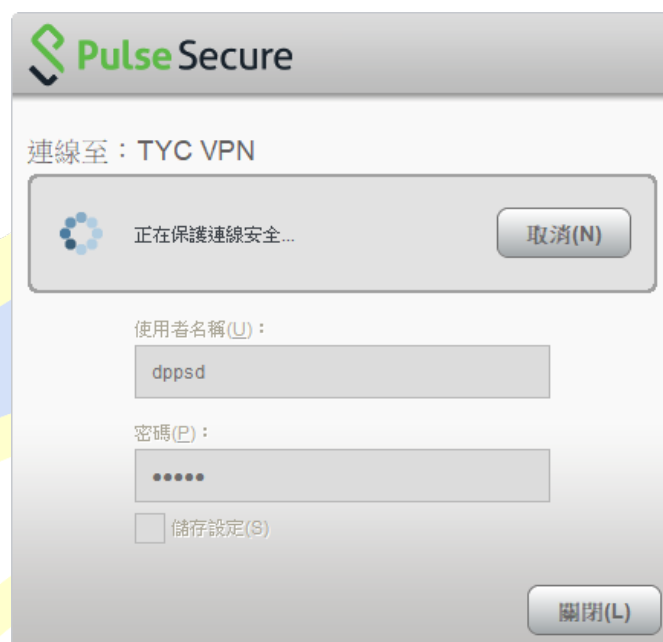 Pulse Secure
連線至：TYC VPN
正在保護連線安全...
取消(N)
使用者名稱(U)：
dppsd
密碼(P)：
•••••
儲存設定(S)
關閉(L)